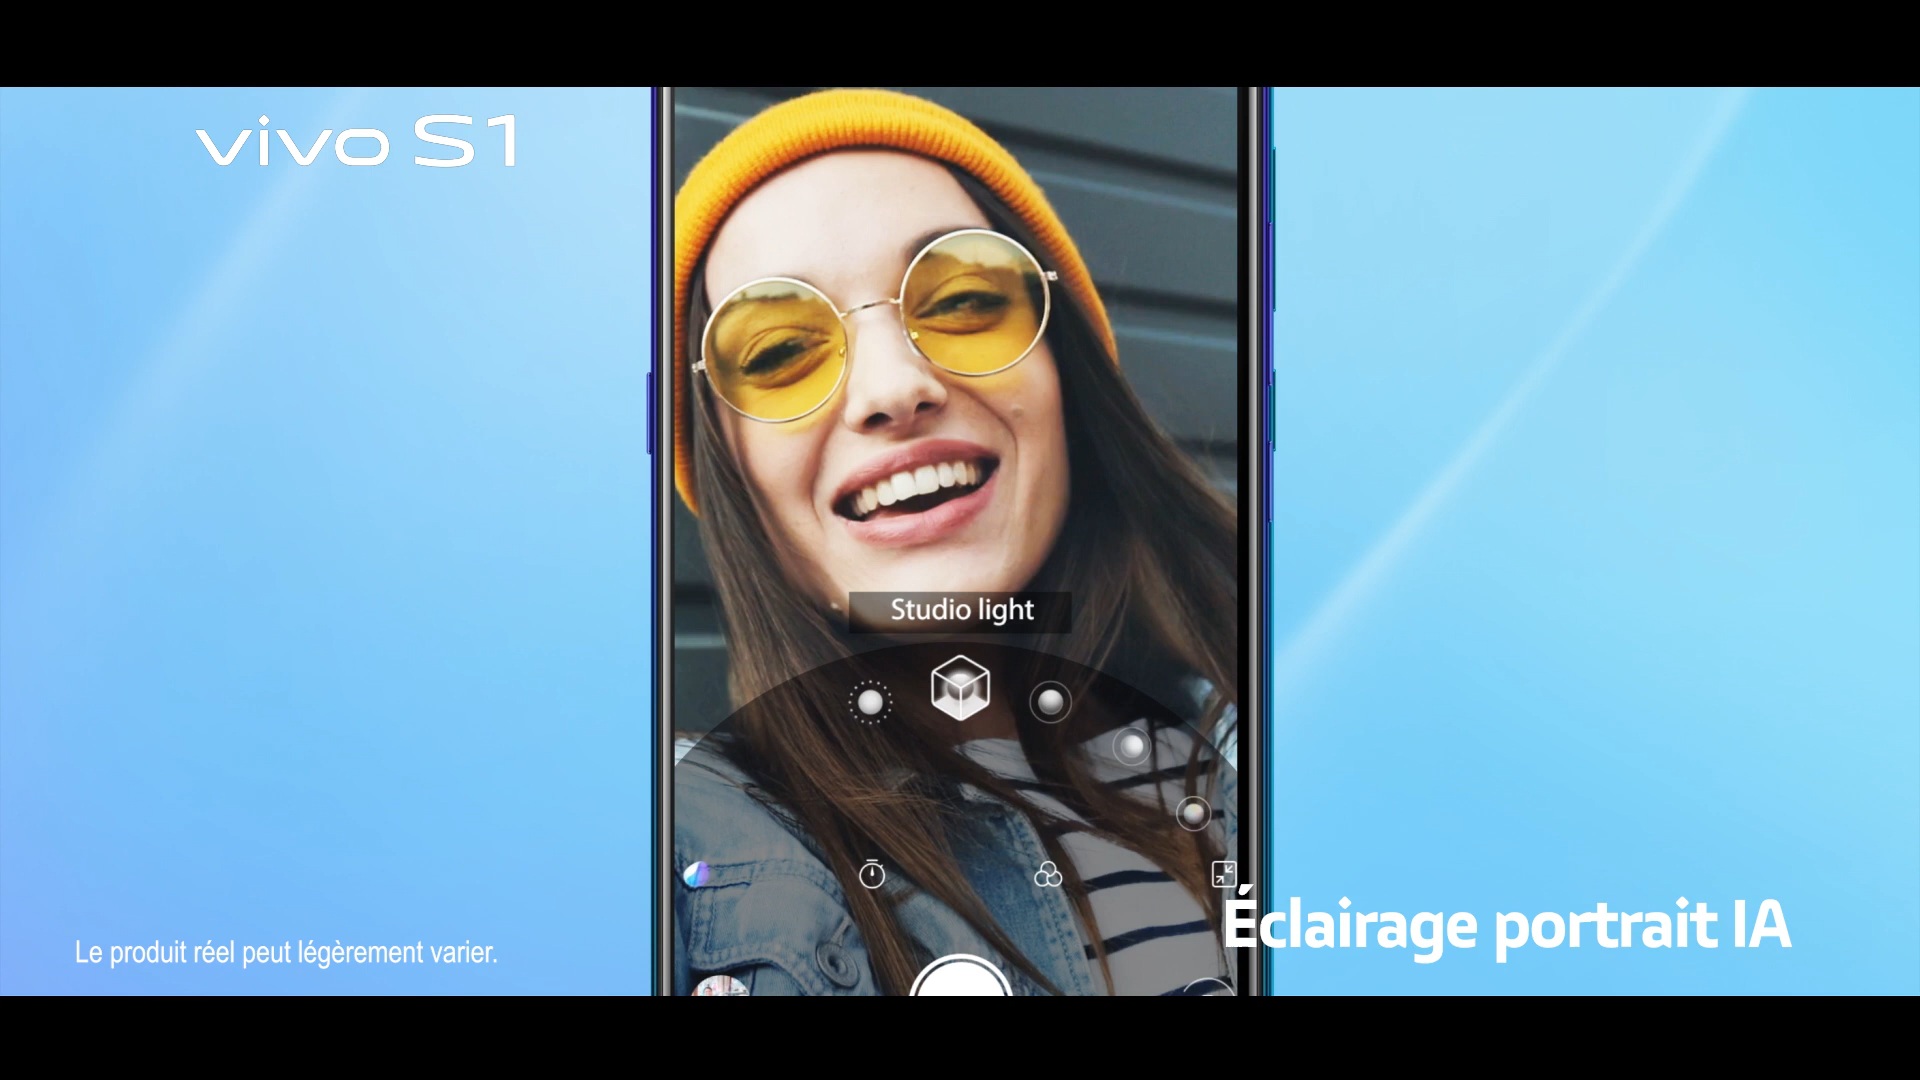 vivo S1
Studio light
Éclairage portrait IA
Le produit réel peut légèrement varier.